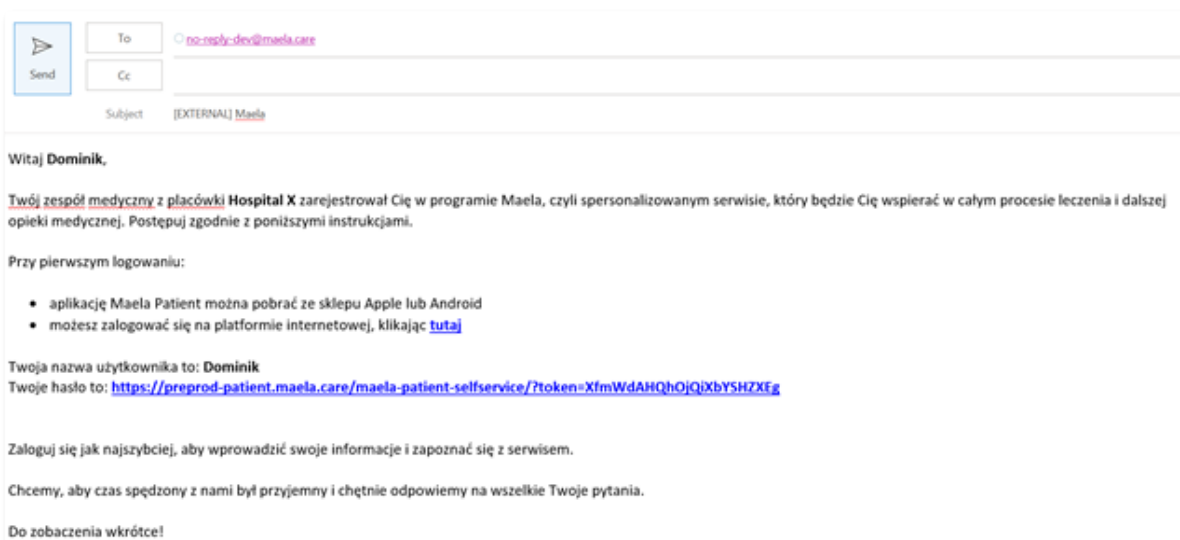 Send
To
no-reply-dev@maela.care
Cc
Subject
[EXTERNAL] Maela
Witaj Dominik,
Twój zespół medyczny z placówki Hospital X zarejestrował Cię w programie Maela, czyli spersonalizowanym serwisie, który będzie Cię wspierać w całym procesie leczenia i dalszej
opieki medycznej. Postępuj zgodnie z poniższymi instrukcjami.
Przy pierwszym logowaniu:
• aplikację Maela Patient można pobrać ze sklepu Apple lub Android
• możesz zalogować się na platformie internetowej, klikając tutaj
Twoja nazwa użytkownika to: Dominik
Twoje hasło to: https://preprod-patient.maela.care/maela-patient-selfservice/?token=XfmWdAHQhOjQiXbYSHZXEg
Zaloguj się jak najszybciej, aby wprowadzić swoje informacje i zapoznać się z serwisem.
Chcemy, aby czas spędzony z nami był przyjemny i chętnie odpowiemy na wszelkie Twoje pytania.
Do zobaczenia wkrótce!